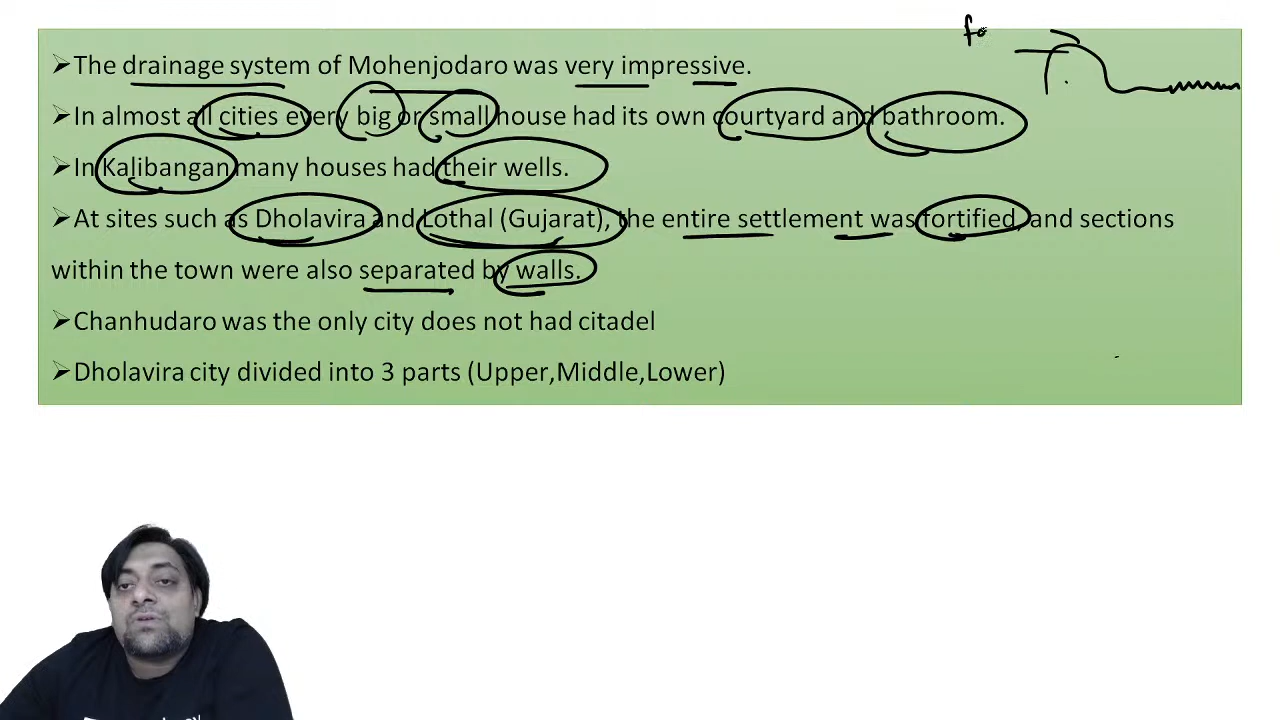 fo
➢The drainage system of Mohenjodaro was very impressive.
➢In almost all cities every big or small house had its own courtyard and bathroom.
➢In Kalibangan many houses had their wells.
➢At sites such as Dholavira and Lothal (Gujarat), the entire settlement was fortified, and sections
within the town were also separated by walls.
➢Chanhudaro was the only city does not had citadel
➢Dholavira city divided into 3 parts (Upper,Middle,Lower)